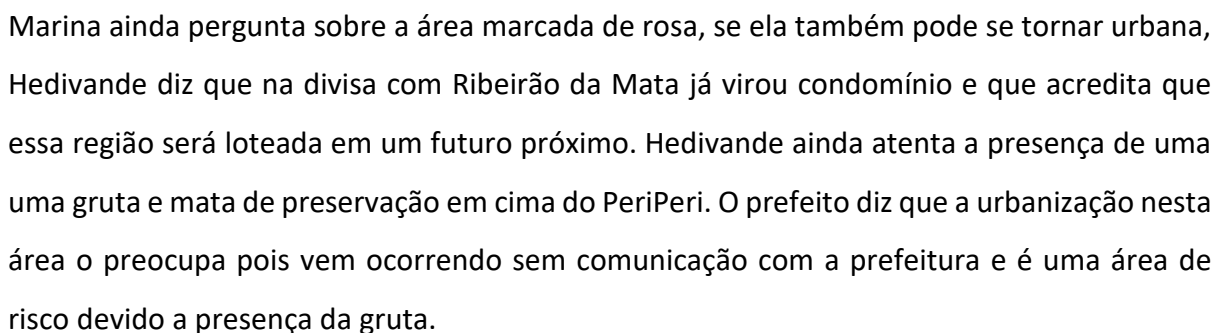 Marina ainda pergunta sobre a área marcada de rosa, se ela também pode se tornar urbana,
Hedivande diz que na divisa com Ribeirão da Mata já virou condomínio e que acredita que
essa região será loteada em um futuro próximo. Hedivande ainda atenta a presença de uma
uma gruta e mata de preservação em cima do PeriPeri. O prefeito diz que a urbanização nesta
área o preocupa pois vem ocorrendo sem comunicação com a prefeitura e é uma área de
risco devido a presença da gruta.